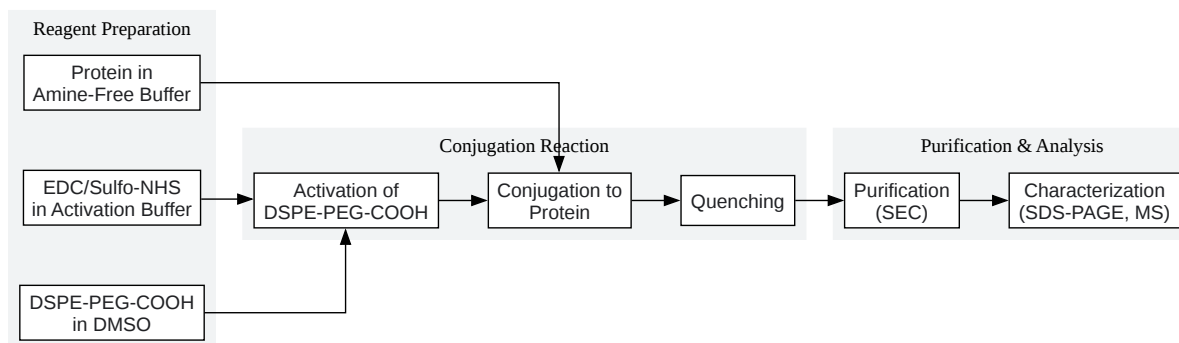 Reagent Preparation
Protein in
Amine-Free Buffer
EDC/Sulfo-NHS
in Activation Buffer
DSPE-PEG-COOH
in DMSO
Conjugation Reaction
Activation of
DSPE-PEG-COOH
Conjugation to
Protein
Quenching
Purification & Analysis
Purification
(SEC)
Characterization
(SDS-PAGE, MS)